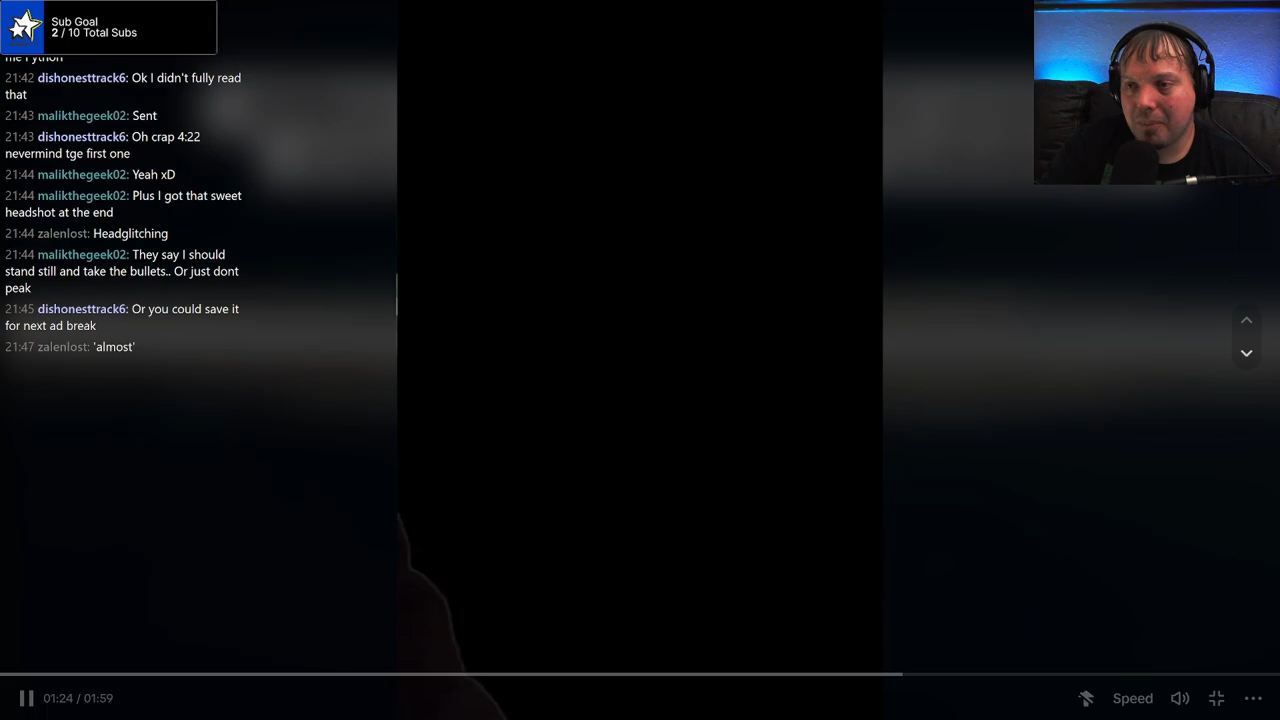 Sub Goal
2 / 10 Total Subs
me Python
21:42 dishonesttrack6: Ok I didn't fully read
that
21:43 malikthegeek02: Sent
21:43 dishonesttrack6: Oh crap 4:22
nevermind tge first one
21:44 malikthegeek02: Yeah xD
21:44 malikthegeek02: Plus I got that sweet
headshot at the end
21:44 zalenlost: Headglitching
21:44 malikthegeek02: They say I should
stand still and take the bullets.. Or just dont
peak
21:45 dishonesttrack6: Or you could save it
for next ad break
21:47 zalenlost: 'almost'
01:24 / 01:59
Speed